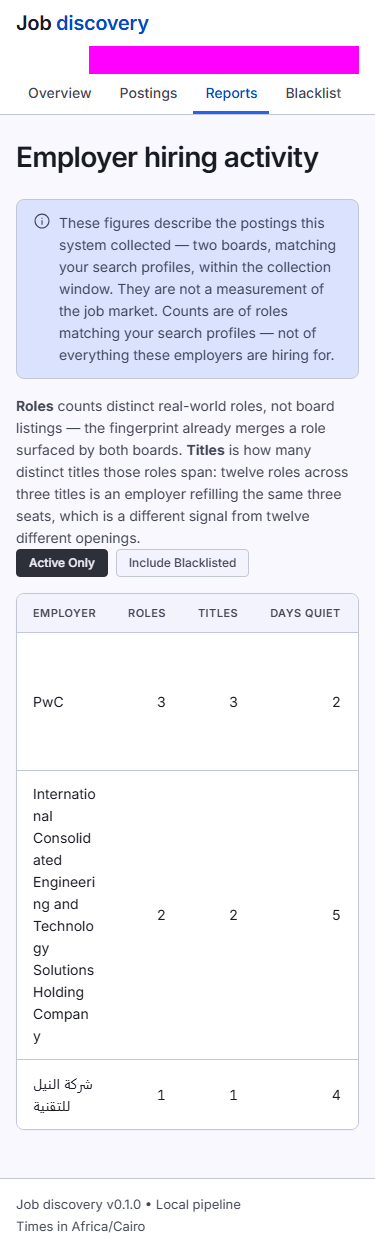 Job discovery
Overview
Postings
Reports
Blacklist
Employer hiring activity
These figures describe the postings this
system collected — two boards, matching
your search profiles, within the collection
window. They are not a measurement of
the job market. Counts are of roles
matching your search profiles — not of
everything these employers are hiring for.
Roles counts distinct real-world roles, not board
listings — the fingerprint already merges a role
surfaced by both boards. Titles is how many
distinct titles those roles span: twelve roles across
three titles is an employer refilling the same three
seats, which is a different signal from twelve
different openings.
Active Only
Include Blacklisted
EMPLOYER ROLES TITLES DAYS QUIET
PwC 3 3 2
Internatio
nal
Consolid
ated
Engineeri
ng and
Technolo
gy
Solutions
Holding
Compan
y
2 2 5
شركة النيل
للتقنية
1 1 4
Job discovery v0.1.0 • Local pipeline
Times in Africa/Cairo